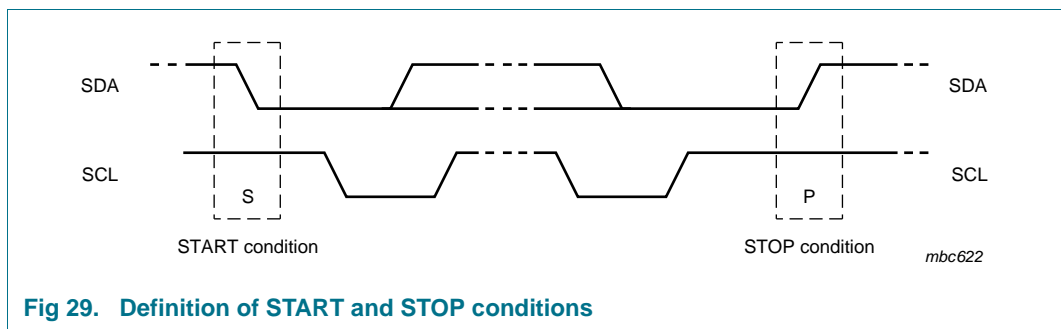 SDA SDA
SCL SCL
S P
START condition STOP condition
mbc622
Fig 29. Definition of START and STOP conditions